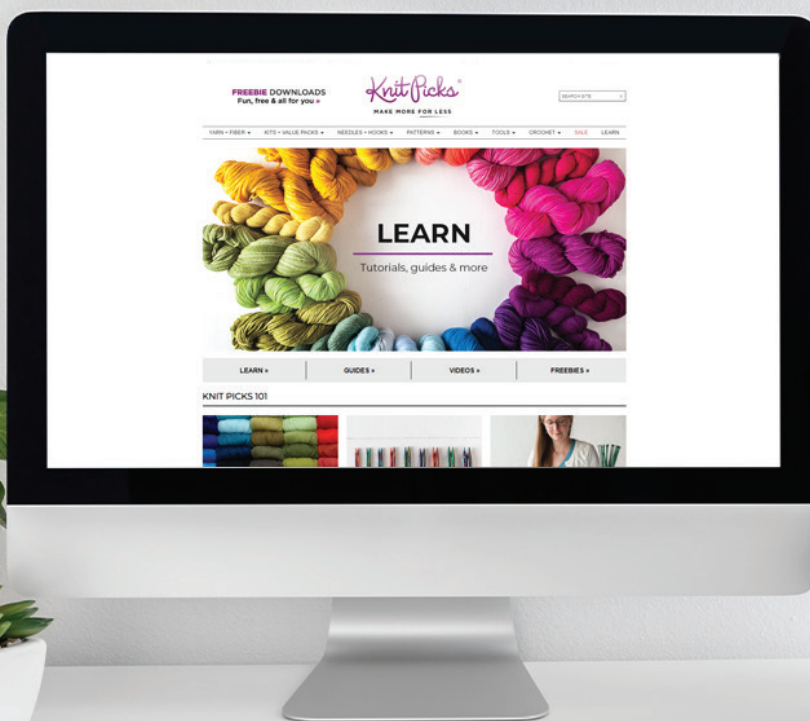 FREEBIE DOWNLOADS
Fun, free & all for you »
Knit Picks®
MAKE MORE FOR LESS
SEARCH SITE
YARN + FIBER KITS + VALUE PACKS NEEDLES + HOOKS PATTERNS BOOKS TOOLS CROCHET SALE LEARN
LEARN
Tutorials, guides & more
LEARN » GUIDES » VIDEOS » FREEBIES »
KNIT PICKS 101